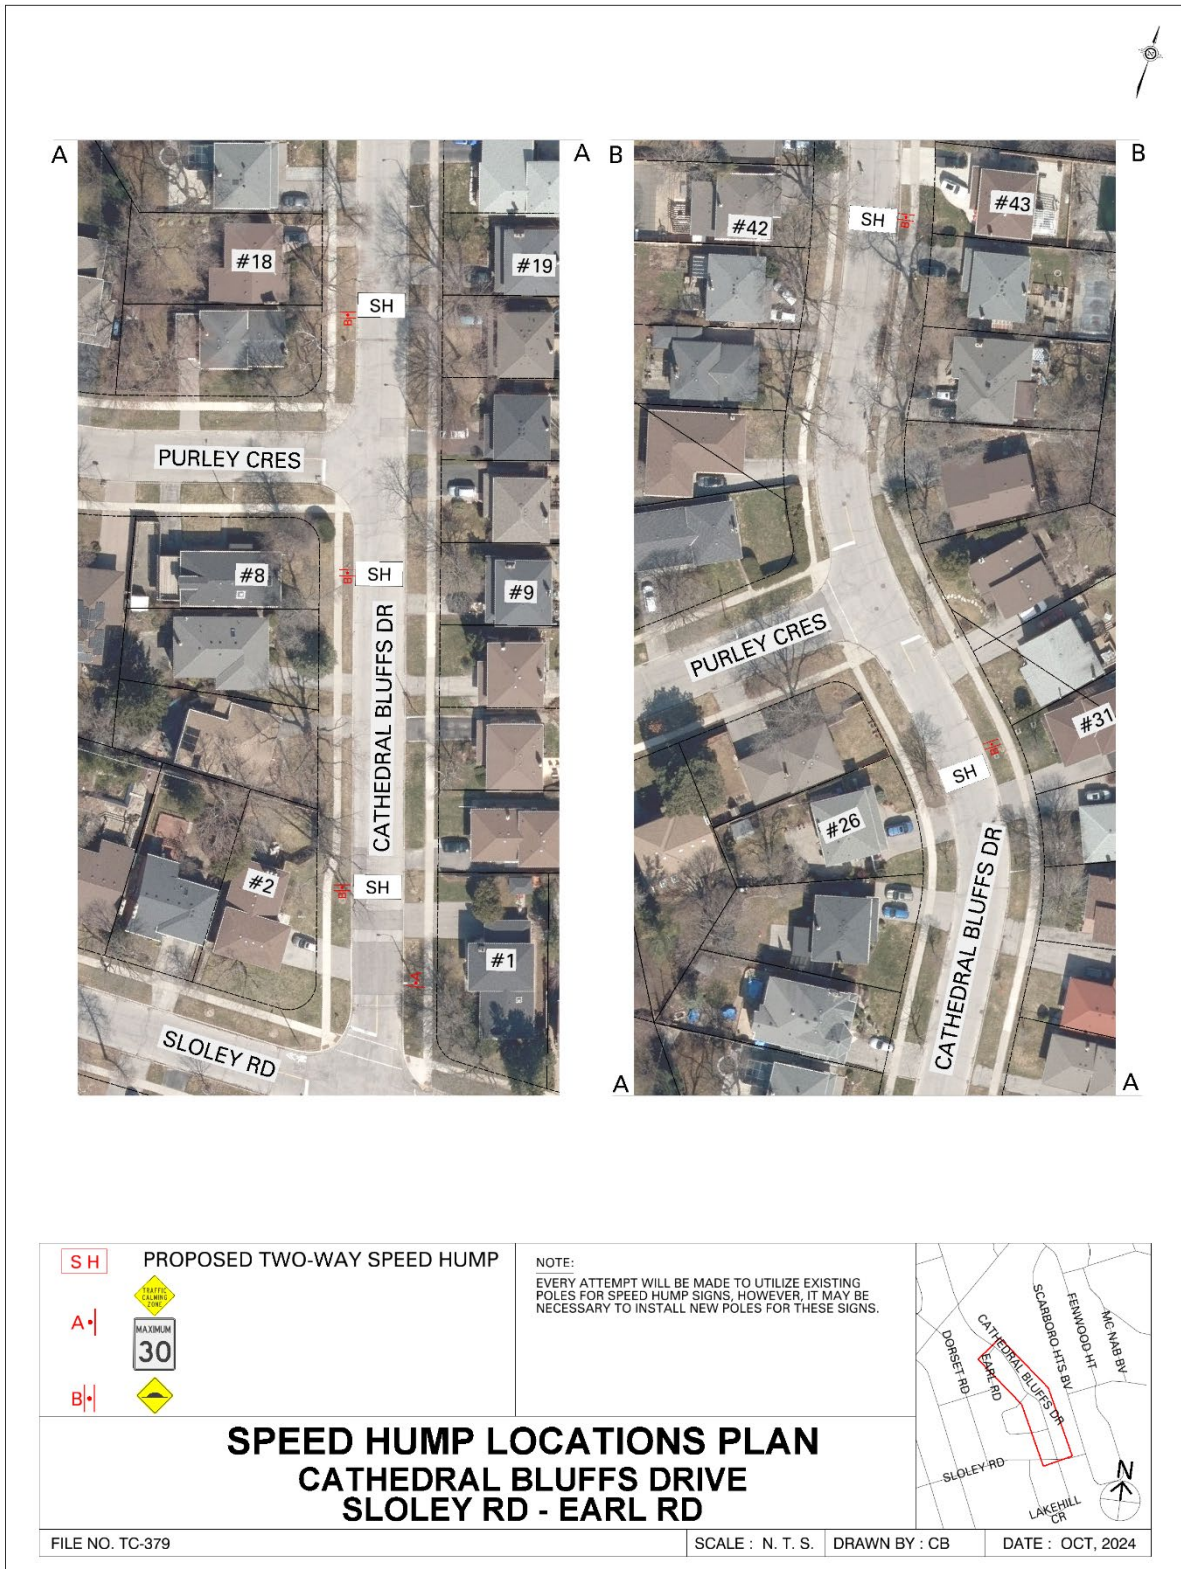 N
A
A
#18
#19
SH
B
PURLEY CRES
#8
B
SH
#9
CATHEDRAL BLUFFS DR
#2
B
SH
#1
A
SLOLEY RD
B
B
#42
SH
B
#43
PURLEY CRES
#31
B
SH
#26
CATHEDRAL BLUFFS DR
A
A
S H
PROPOSED TWO-WAY SPEED HUMP
TRAFFIC
CALMING
ZONE
A
MAXIMUM
30
B
NOTE:
EVERY ATTEMPT WILL BE MADE TO UTILIZE EXISTING
POLES FOR SPEED HUMP SIGNS, HOWEVER, IT MAY BE
NECESSARY TO INSTALL NEW POLES FOR THESE SIGNS.
DORSET RD
EARL RD
CATHEDRAL BLUFFS DR
SCARBORO HTS BV
FENWOOD HT
MC NAB BV
SLOLEY RD
LAKEHILL
CR
N
SPEED HUMP LOCATIONS PLAN
CATHEDRAL BLUFFS DRIVE
SLOLEY RD - EARL RD
FILE NO. TC-379
SCALE : N. T. S.
DRAWN BY : CB
DATE : OCT, 2024